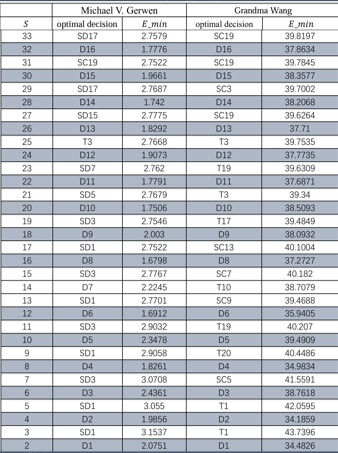 Michael V. Gerwen Grandma Wang
S optimal decision E_min optimal decision E_min
33 SD17 2.7579 SC19 39.8197
32 D16 1.7776 D16 37.8634
31 SC19 2.7522 SC19 39.7845
30 D15 1.9661 D15 38.3577
29 SD17 2.7687 SC3 39.7002
28 D14 1.742 D14 38.2068
27 SD15 2.7775 SC19 39.6264
26 D13 1.8292 D13 37.71
25 T3 2.7668 T3 39.7535
24 D12 1.9073 D12 37.7735
23 SD7 2.762 T19 39.6309
22 D11 1.7791 D11 37.6871
21 SD5 2.7679 T3 39.34
20 D10 1.7506 D10 38.5093
19 SD3 2.7546 T17 39.4849
18 D9 2.003 D9 38.0932
17 SD1 2.7522 SC13 40.1004
16 D8 1.6798 D8 37.2727
15 SD3 2.7767 SC7 40.182
14 D7 2.2245 T10 38.7079
13 SD1 2.7701 SC9 39.4688
12 D6 1.6912 D6 35.9405
11 SD3 2.9032 T19 40.207
10 D5 2.3478 D5 39.4909
9 SD1 2.9058 T20 40.4486
8 D4 1.8261 D4 34.9834
7 SD3 3.0708 SC5 41.5591
6 D3 2.4361 D3 38.7618
5 SD1 3.055 T1 42.0595
4 D2 1.9856 D2 34.1859
3 SD1 3.1537 T1 43.7396
2 D1 2.0751 D1 34.4826